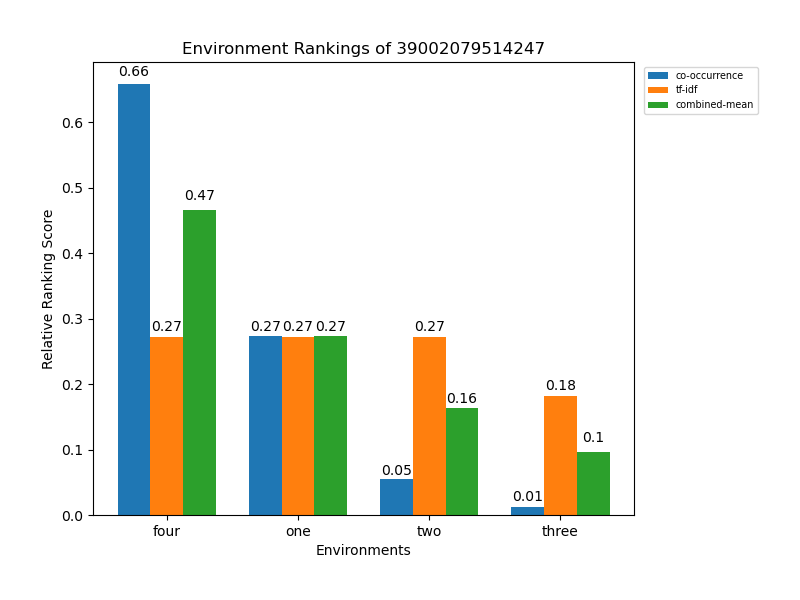 Environment Rankings of 39002079514247
co-occurrence
tf-idf
combined-mean
0.66
0.27
0.47
0.27
0.27
0.27
0.05
0.27
0.16
0.01
0.18
0.1
Relative Ranking Score
0.6
0.5
0.4
0.3
0.2
0.1
0.0
four one two three
Environments